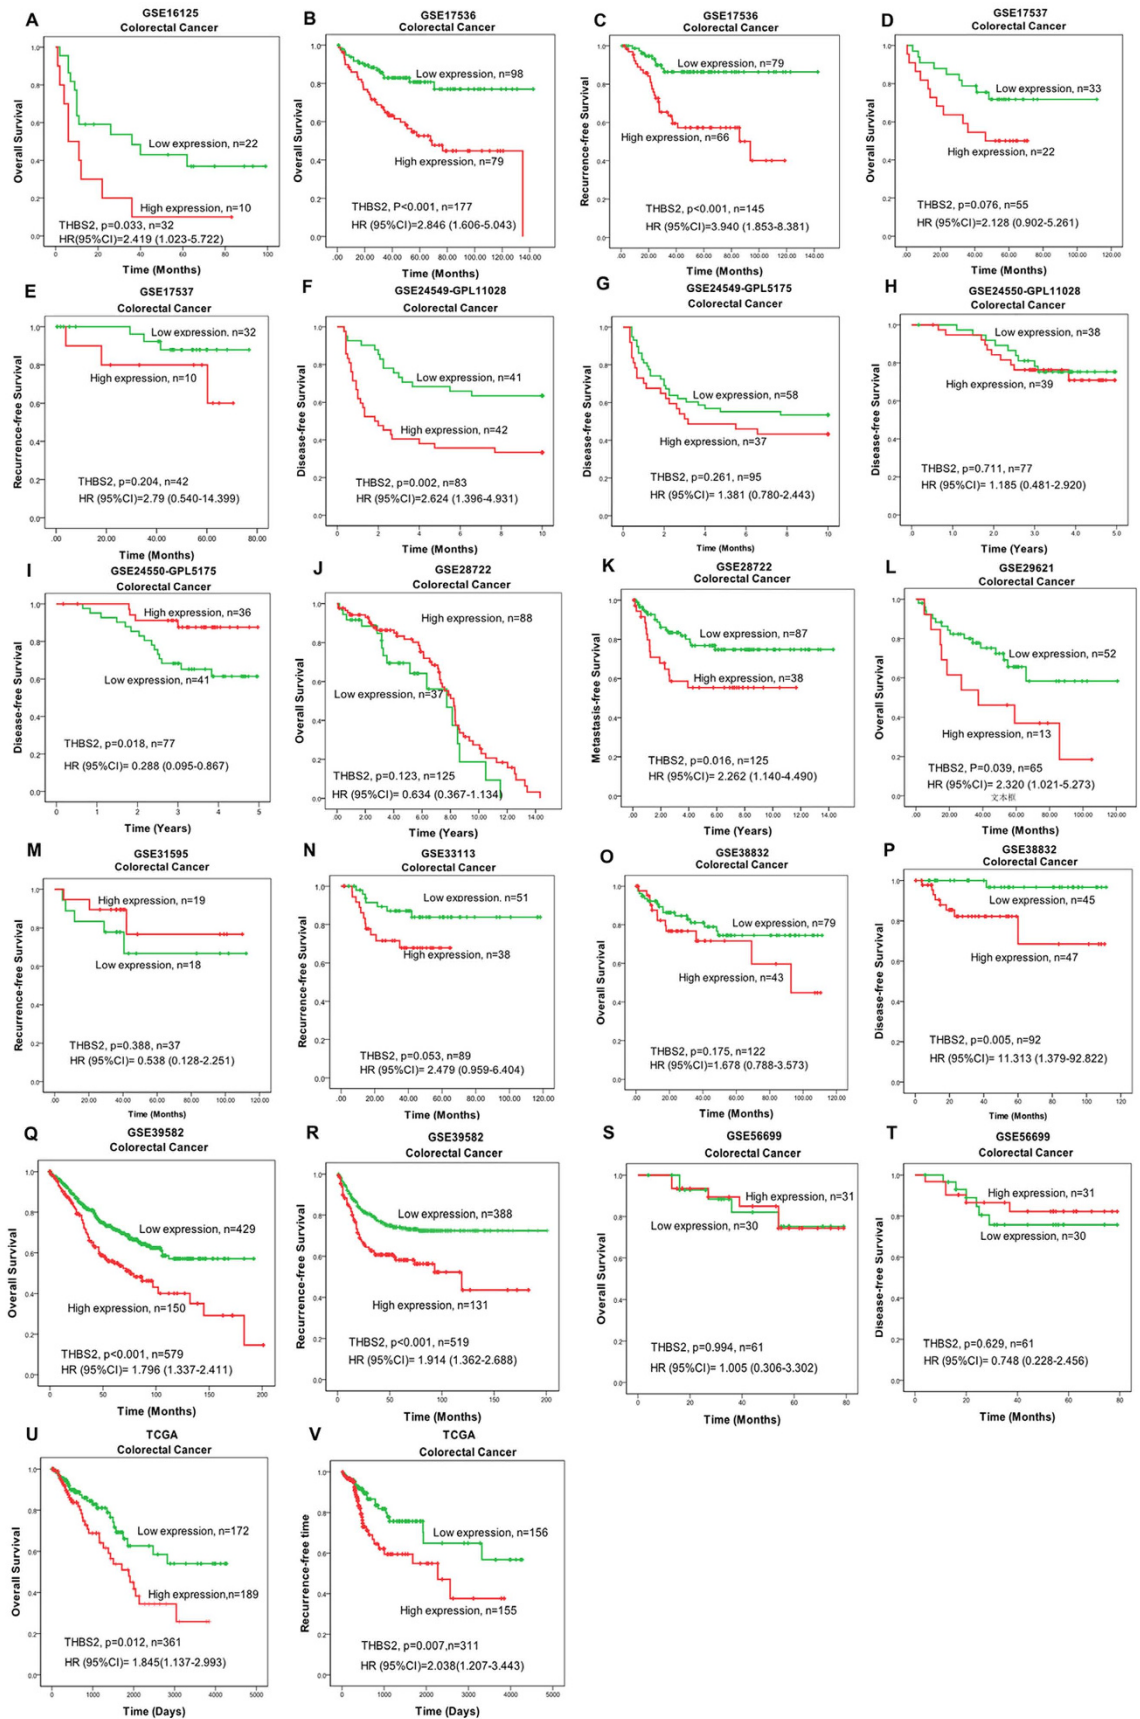 A
GSE16125
Colorectal Cancer
Overall Survival
Low expression, n=22
High expression, n=10
THBS2, p=0.033, n=32
HR(95%CI)=2.419 (1.023-5.722)
Time (Months)
B
GSE17536
Colorectal Cancer
Overall Survival
Low expression, n=98
High expression, n=79
THBS2, P<0.001, n=177
HR (95%CI)=2.846 (1.606-5.043)
Time (Months)
C
GSE17536
Colorectal Cancer
Recurrence-free Survival
Low expression, n=79
High expression, n=66
THBS2, p<0.001, n=145
HR (95%CI)=3.940 (1.853-8.381)
Time (Months)
D
GSE17537
Colorectal Cancer
Overall Survival
Low expression, n=33
High expression, n=22
THBS2, p=0.076, n=55
HR (95%CI)=2.128 (0.902-5.261)
Time (Months)
E
GSE17537
Colorectal Cancer
Recurrence-free Survival
Low expression, n=32
High expression, n=10
THBS2, p=0.204, n=42
HR (95%CI)=2.79 (0.540-14.399)
Time (Months)
F
GSE24549-GPL11028
Colorectal Cancer
Disease-free Survival
Low expression, n=41
High expression, n=42
THBS2, p=0.002, n=83
HR (95%CI)=2.624 (1.396-4.931)
Time (Months)
G
GSE24549-GPL5175
Colorectal Cancer
Disease-free Survival
Low expression, n=58
High expression, n=37
THBS2, p=0.261, n=95
HR (95%CI)= 1.381 (0.780-2.443)
Time (Months)
H
GSE24550-GPL11028
Colorectal Cancer
Disease-free Survival
Low expression, n=38
High expression, n=39
THBS2, p=0.711, n=77
HR (95%CI)= 1.185 (0.481-2.920)
Time (Years)
I
GSE24550-GPL5175
Colorectal Cancer
Disease-free Survival
High expression, n=36
Low expression, n=41
THBS2, p=0.018, n=77
HR (95%CI)= 0.288 (0.095-0.867)
Time (Years)
J
GSE28722
Colorectal Cancer
Overall Survival
High expression, n=88
Low expression, n=37
THBS2, p=0.123, n=125
HR (95%CI)= 0.634 (0.367-1.134)
Time (Years)
K
GSE28722
Colorectal Cancer
Metastasis-free Survival
Low expression, n=87
High expression, n=38
THBS2, p=0.016, n=125
HR (95%CI)= 2.262 (1.140-4.490)
Time (Years)
L
GSE29621
Colorectal Cancer
Overall Survival
Low expression, n=52
High expression, n=13
THBS2, P=0.039, n=65
HR (95%CI)= 2.320 (1.021-5.273)
文本框
Time (Months)
M
GSE31595
Colorectal Cancer
Recurrence-free Survival
High expression, n=19
Low expression, n=18
THBS2, p=0.388, n=37
HR (95%CI)= 0.538 (0.128-2.251)
Time (Months)
N
GSE33113
Colorectal Cancer
Recurrence-free Survival
Low expression, n=51
High expression, n=38
THBS2, p=0.053, n=89
HR (95%CI)= 2.479 (0.959-6.404)
Time (Months)
O
GSE38832
Colorectal Cancer
Overall Survival
Low expression, n=79
High expression, n=43
THBS2, p=0.175, n=122
HR (95%CI)=1.678 (0.788-3.573)
Time (Months)
P
GSE38832
Colorectal Cancer
Disease-free Survival
Low expression, n=45
High expression, n=47
THBS2, p=0.005, n=92
HR (95%CI)= 11.313 (1.379-92.822)
Time (Months)
Q
GSE39582
Colorectal Cancer
Overall Survival
Low expression, n=429
High expression, n=150
THBS2, p<0.001, n=579
HR (95%CI)= 1.796 (1.337-2.411)
Time (Months)
R
GSE39582
Colorectal Cancer
Recurrence-free Survival
Low expression, n=388
High expression, n=131
THBS2, p<0.001, n=519
HR (95%CI)= 1.914 (1.362-2.688)
Time (Months)
S
GSE56699
Colorectal Cancer
Overall Survival
High expression, n=31
Low expression, n=30
THBS2, p=0.994, n=61
HR (95%CI)= 1.005 (0.306-3.302)
Time (Months)
T
GSE56699
Colorectal Cancer
Disease-free Survival
High expression, n=31
Low expression, n=30
THBS2, p=0.629, n=61
HR (95%CI)= 0.748 (0.228-2.456)
Time (Months)
U
TCGA
Colorectal Cancer
Overall Survival
Low expression, n=172
High expression,n=189
THBS2, p=0.012, n=361
HR (95%CI)= 1.845(1.137-2.993)
Time (Days)
V
TCGA
Colorectal Cancer
Recurrence-free time
Low expression, n=156
High expression, n=155
THBS2, p=0.007,n=311
HR (95%CI)=2.038(1.207-3.443)
Time (Days)